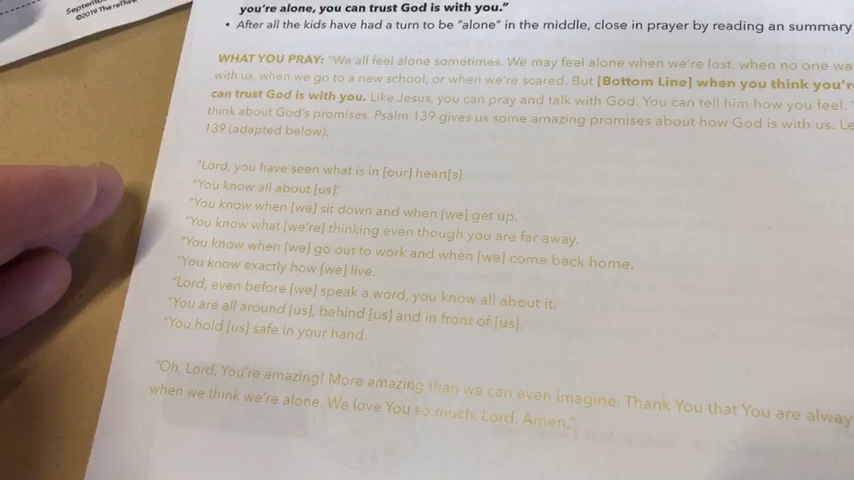 Septemb
©2019 The reThin
you're alone, you can trust God is with you."
• After all the kids have had a turn to be "alone" in the middle, close in prayer by reading an summary
WHAT YOU PRAY: "We all feel alone sometimes. We may feel alone when we're lost, when no one wa
with us, when we go to a new school, or when we're scared. But [Bottom Line] when you think you're
can trust God is with you. Like Jesus, you can pray and talk with God. You can tell him how you feel.
think about God's promises. Psalm 139 gives us some amazing promises about how God is with us. Le
139 (adapted below).
"Lord, you have seen what is in [our] heart[s].
"You know all about [us].
"You know when [we] sit down and when [we] get up.
"You know what [we're] thinking even though you are far away.
"You know when [we] go out to work and when [we] come back home.
"You know exactly how [we] live.
"Lord, even before [we] speak a word, you know all about it.
"You are all around [us], behind [us] and in front of [us].
"You hold [us] safe in your hand.
"Oh, Lord, You're amazing! More amazing than we can even imagine. Thank You that You are alway
when we think we're alone. We love You so much, Lord. Amen."